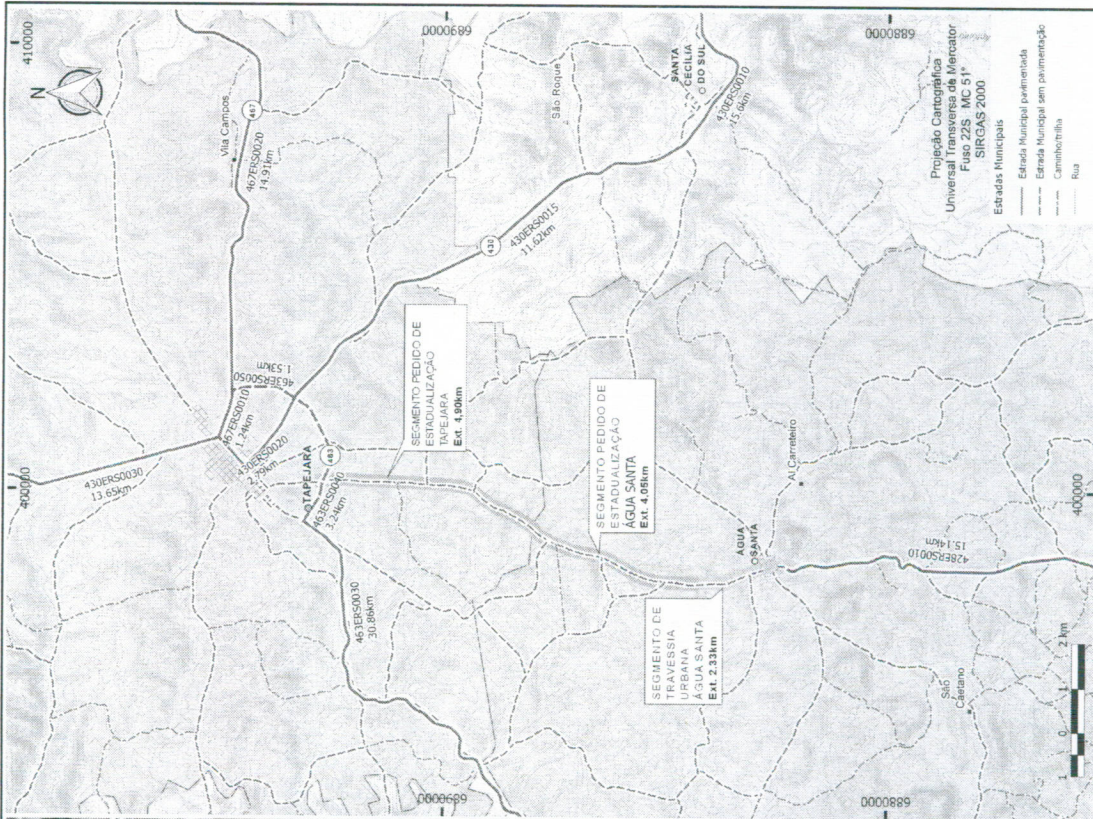 410000
400000
6890000
6880000
N
Vila Campos
467
467ERS0020
14.91km
São Roque
SANTA
CECÍLIA
DO SUL
430ERS0010
15.6km
430
430ERS0015
11.62km
463ERS0050
1.53km
467ERS0010
1.24km
430ERS0030
13.65km
430ERS0020
2.79km
TAPEJARA
463
463ERS0040
3.24km
463ERS0030
30.86km
SEGMENTO PEDIDO DE
ESTADUALIZAÇÃO
TAPEJARA
Ext. 4,90km
SEGMENTO PEDIDO DE
ESTADUALIZAÇÃO
ÁGUA SANTA
Ext. 4.05km
SEGMENTO DE
TRAVESSIA
URBANA
ÁGUA SANTA
Ext. 2.33km
ÁGUA
SANTA
Al.Carreteiro
428ERS0010
15.14km
São
Caetano
Projeção Cartográfica
Universal Transversa de Mercator
Fuso 22S MC 51°
SIRGAS 2000
Estradas Municipais
Estrada Municipal pavimentada
Estrada Municipal sem pavimentação
Caminho/trilha
Rua
1 0 1 2 km
6890000
6880000
400000